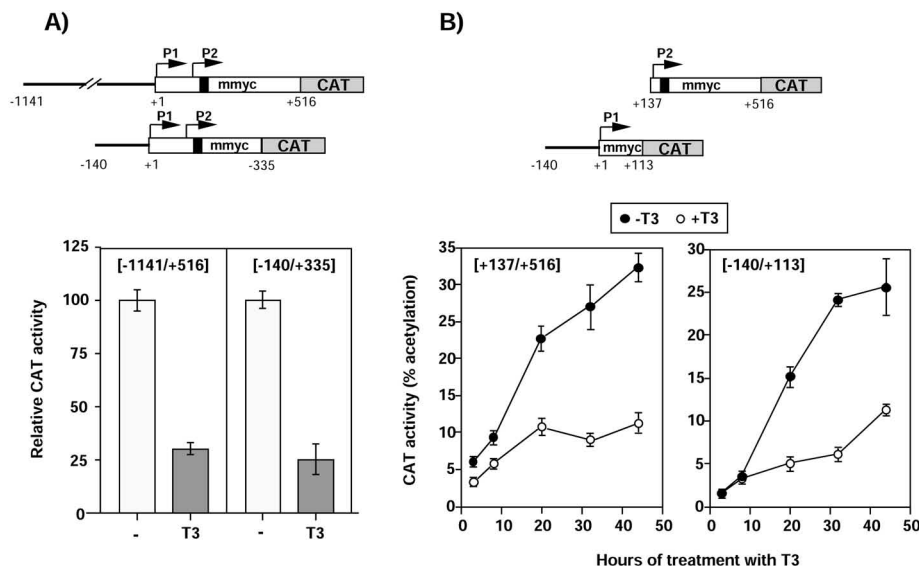 A)
B)
P1 P2
mmyc CAT
-1141 +1 +516
P1 P2
mmyc CAT
-140 +1 -335
P2
mmyc CAT
+137 +516
P1
mmyc CAT
-140 +1 +113
-T3 +T3
Relative CAT activity
125
100
75
50
25
0
[-1141/+516] [-140/+335]
- T3 - T3
CAT activity (% acetylation)
35
30
25
20
15
10
5
0
[+137/+516]
0 10 20 30 40 50
30
25
20
15
10
5
0
[-140/+113]
0 10 20 30 40 50
Hours of treatment with T3